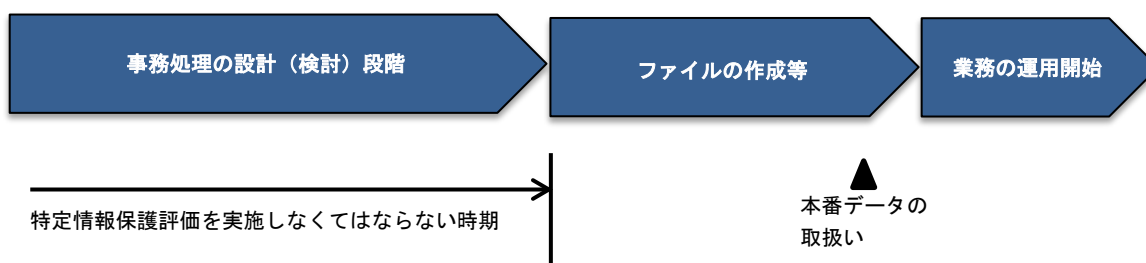 事務処理の設計（検討）段階
ファイルの作成等
業務の運用開始
特定情報保護評価を実施しなくてはならない時期
本番データの
取扱い